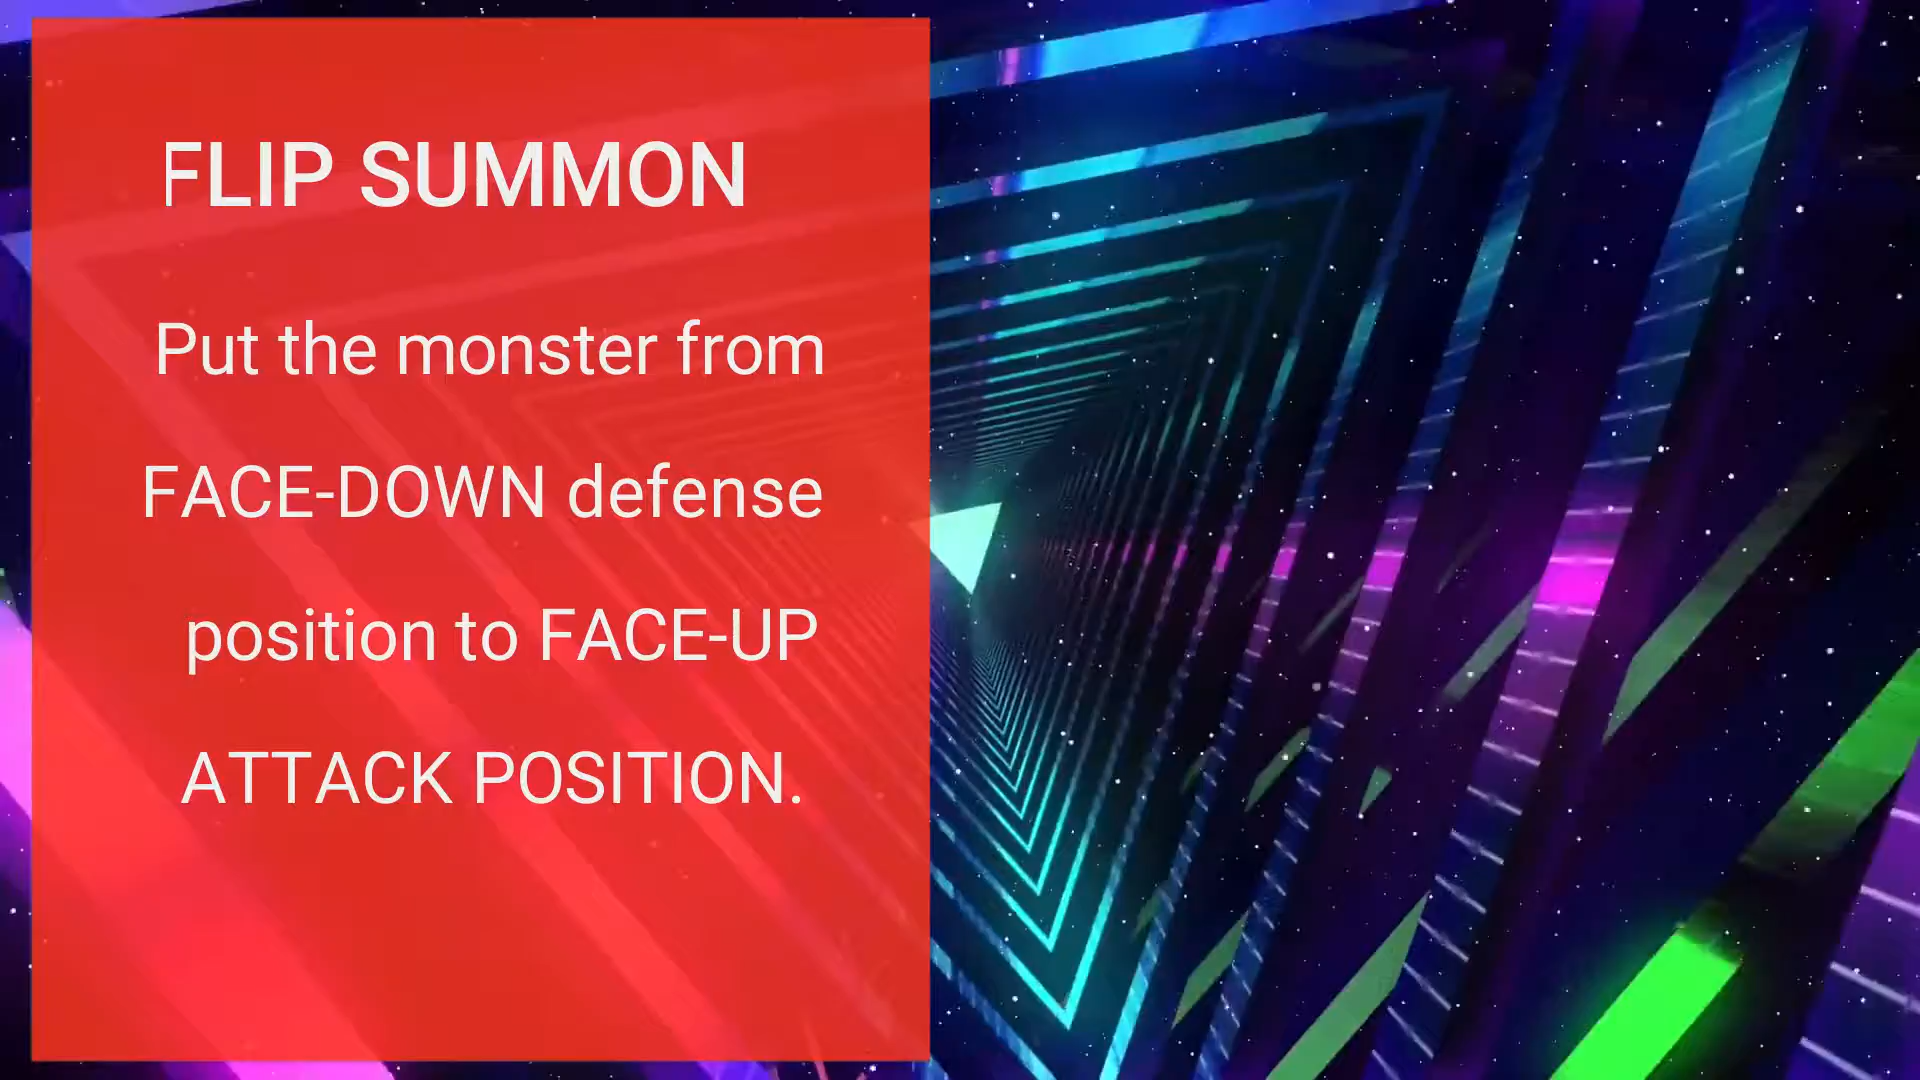 FLIP SUMMON
Put the monster from
FACE-DOWN defense
position to FACE-UP
ATTACK POSITION.